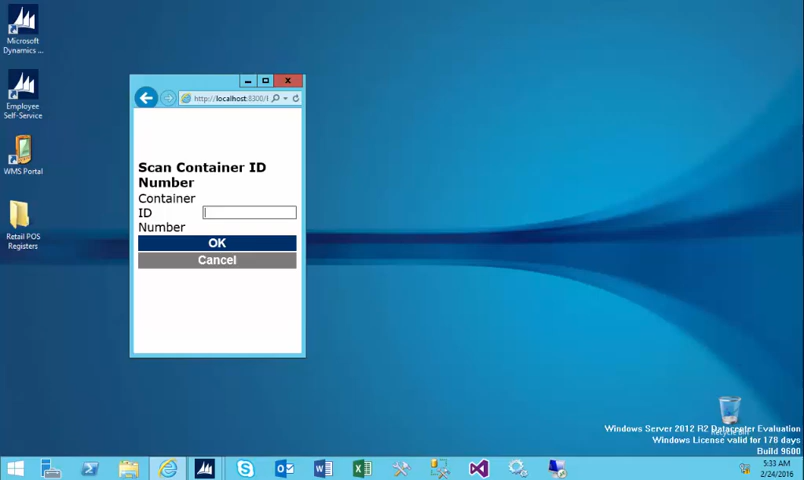 Microsoft
Dynamics ...
Employee
Self-Service
WMS Portal
Retail POS
Registers
http://localhost:8300/
Scan Container ID
Number
Container
ID
Number
OK
Cancel
Windows Server 2012 R2 Datacenter Evaluation
Windows License valid for 178 days
Build 9600
5:33 AM
2/24/2016